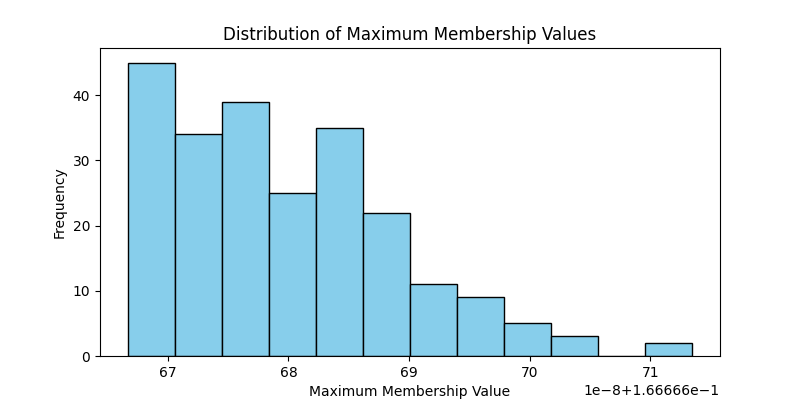 Distribution of Maximum Membership Values
Frequency
40
30
20
10
0
67 68 69 70 71
Maximum Membership Value
1e−8+1.66666e−1